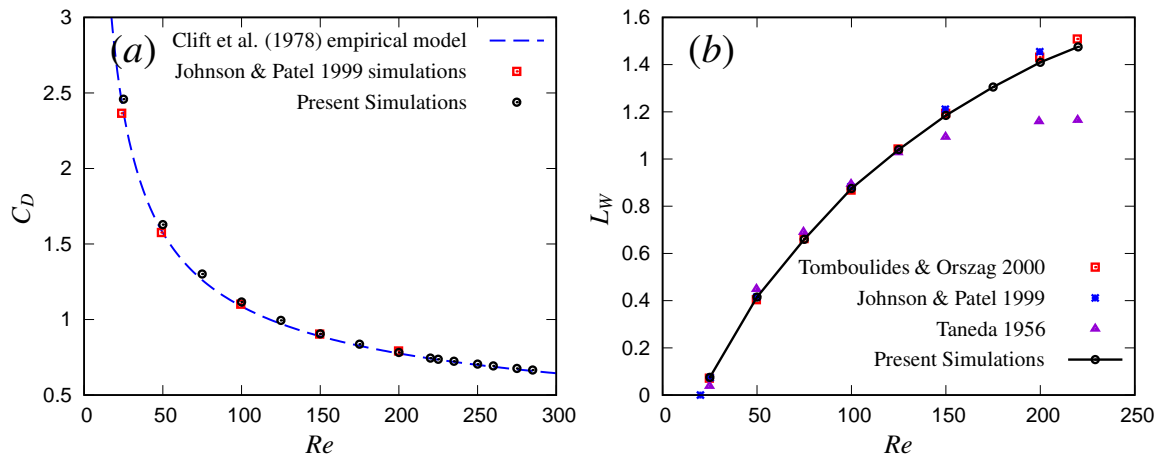 (a)
Clift et al. (1978) empirical model
Johnson & Patel 1999 simulations
Present Simulations
3
2.5
2
1.5
1
0.5
C_D
0 50 100 150 200 250 300
Re
(b)
1.6
1.4
1.2
1
0.8
0.6
0.4
0.2
0
L_W
Tomboulides & Orszag 2000
Johnson & Patel 1999
Taneda 1956
Present Simulations
0 50 100 150 200 250
Re